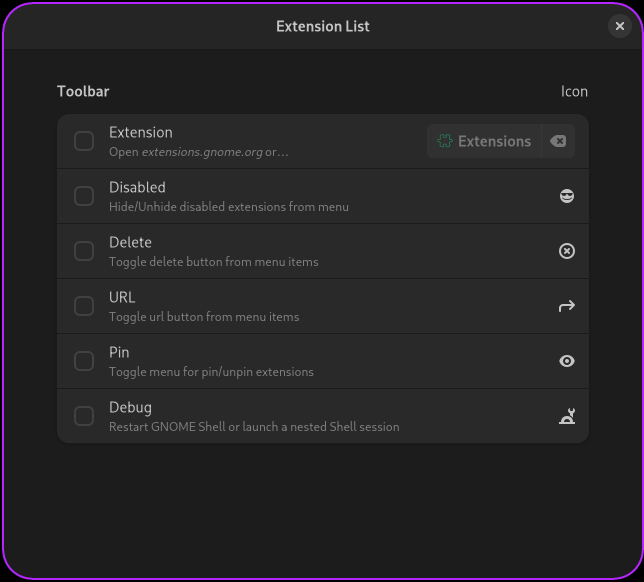 Extension List
Toolbar
Icon
Extension
Open extensions.gnome.org or…
Extensions
Disabled
Hide/Unhide disabled extensions from menu
Delete
Toggle delete button from menu items
URL
Toggle url button from menu items
Pin
Toggle menu for pin/unpin extensions
Debug
Restart GNOME Shell or launch a nested Shell session